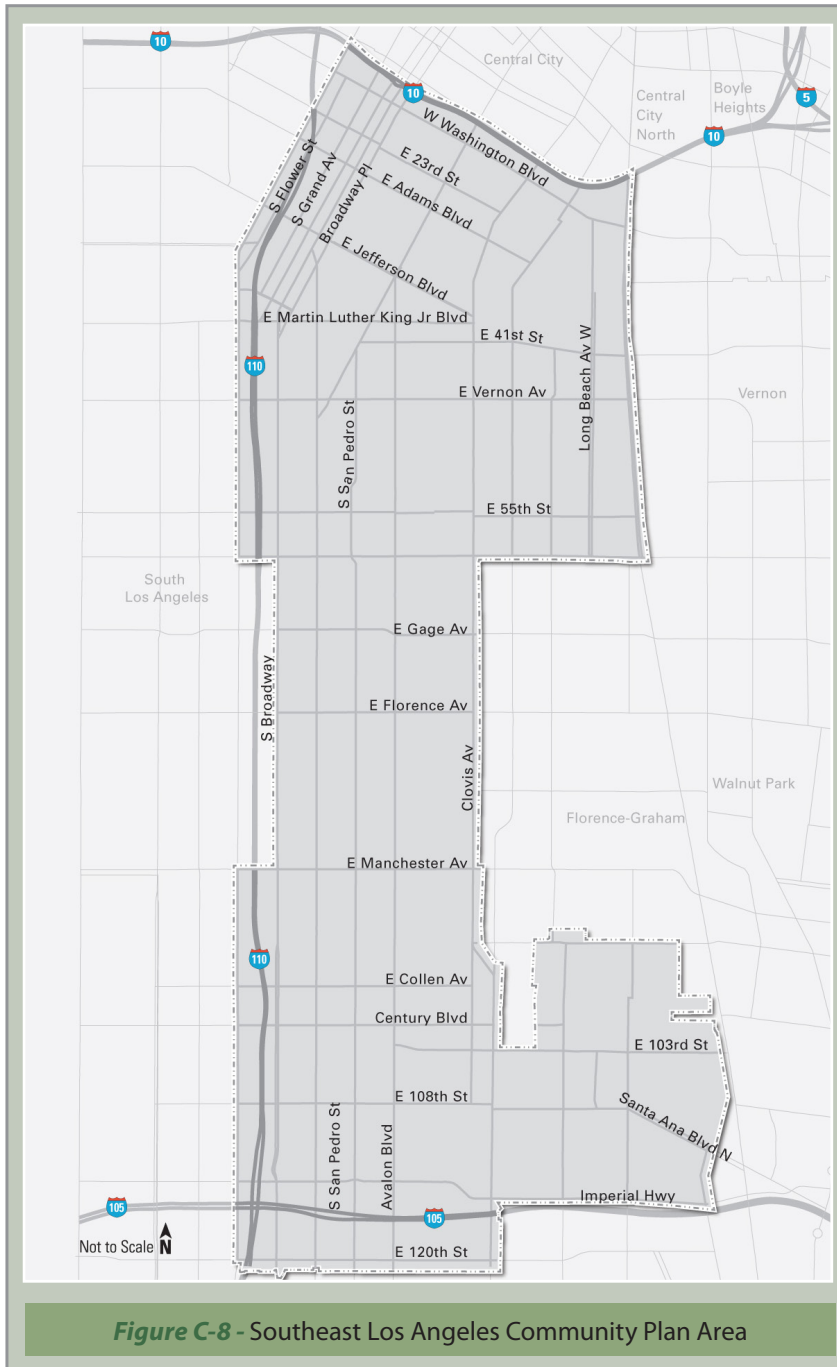 10
Central City
10
5
Boyle
Heights
Central
City
North
10
W Washington Blvd
E 23rd St
S Flower St
S Grand Av
Broadway Pl
E Adams Blvd
E Jefferson Blvd
E Martin Luther King Jr Blvd
E 41st St
110
Long Beach Av W
Vernon
E Vernon Av
S San Pedro St
E 55th St
South
Los Angeles
E Gage Av
S Broadway
E Florence Av
Clovis Av
Walnut Park
Florence-Graham
E Manchester Av
110
E Collen Av
Century Blvd
E 103rd St
E 108th St
Santa Ana Blvd N
S San Pedro St
Avalon Blvd
Imperial Hwy
105
105
Not to Scale N
E 120th St
Figure C-8 - Southeast Los Angeles Community Plan Area